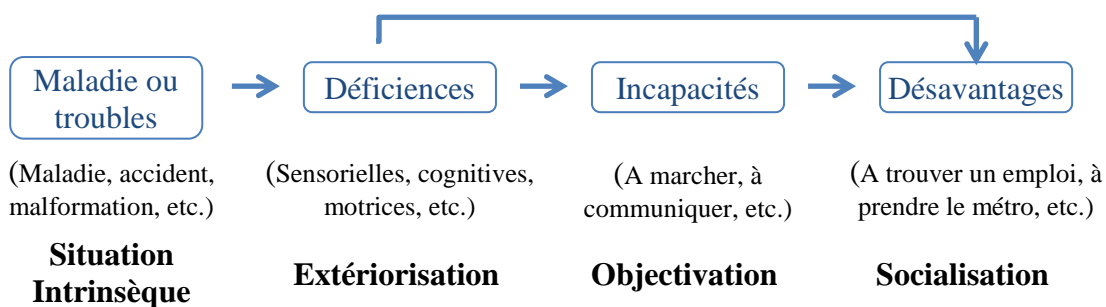 Maladie ou
troubles
Déficiences
Incapacités
Désavantages
(Maladie, accident,
malformation, etc.)
(Sensorielles, cognitives,
motrices, etc.)
(A marcher, à
communiquer, etc.)
(A trouver un emploi, à
prendre le métro, etc.)
Situation
Intrinsèque
Extériorisation
Objectivation
Socialisation